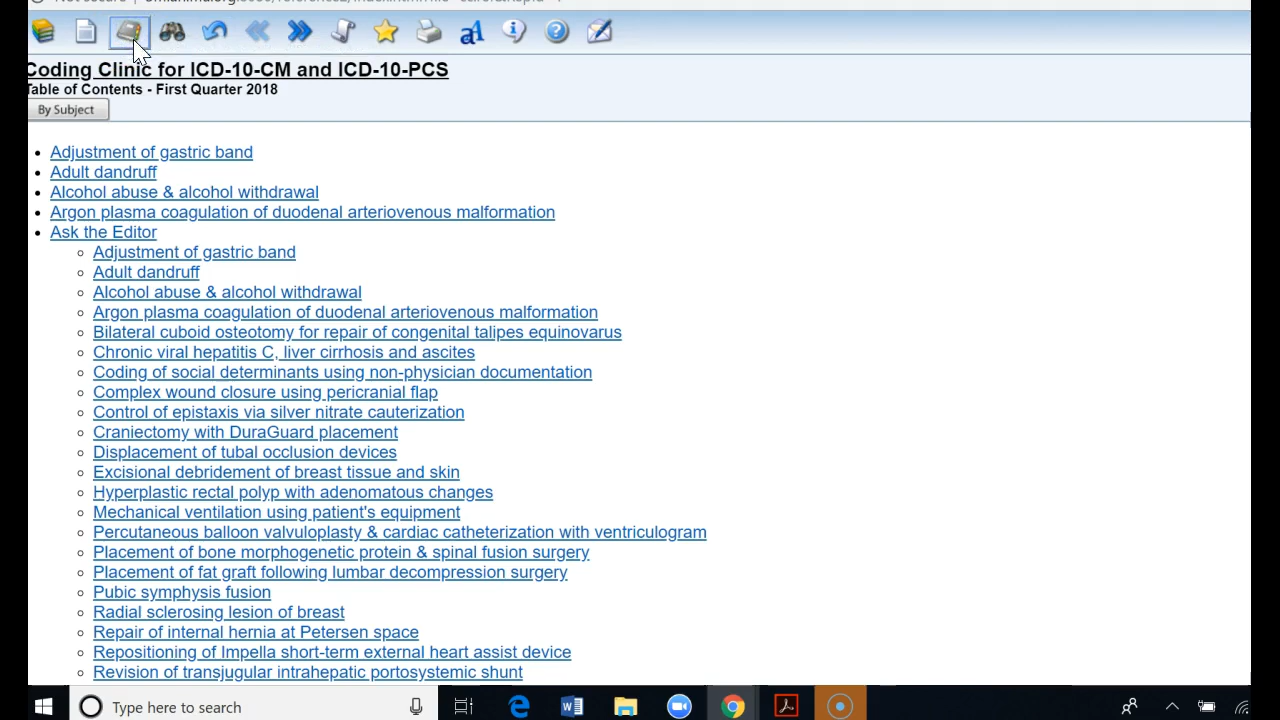 Coding Clinic for ICD-10-CM and ICD-10-PCS
Table of Contents - First Quarter 2018
By Subject
Adjustment of gastric band
Adult dandruff
Alcohol abuse & alcohol withdrawal
Argon plasma coagulation of duodenal arteriovenous malformation
Ask the Editor
Adjustment of gastric band
Adult dandruff
Alcohol abuse & alcohol withdrawal
Argon plasma coagulation of duodenal arteriovenous malformation
Bilateral cuboid osteotomy for repair of congenital talipes equinovarus
Chronic viral hepatitis C, liver cirrhosis and ascites
Coding of social determinants using non-physician documentation
Complex wound closure using pericranial flap
Control of epistaxis via silver nitrate cauterization
Craniectomy with DuraGuard placement
Displacement of tubal occlusion devices
Excisional debridement of breast tissue and skin
Hyperplastic rectal polyp with adenomatous changes
Mechanical ventilation using patient's equipment
Percutaneous balloon valvuloplasty & cardiac catheterization with ventriculogram
Placement of bone morphogenetic protein & spinal fusion surgery
Placement of fat graft following lumbar decompression surgery
Pubic symphysis fusion
Radial sclerosing lesion of breast
Repair of internal hernia at Petersen space
Repositioning of Impella short-term external heart assist device
Revision of transjugular intrahepatic portosystemic shunt
Type here to search